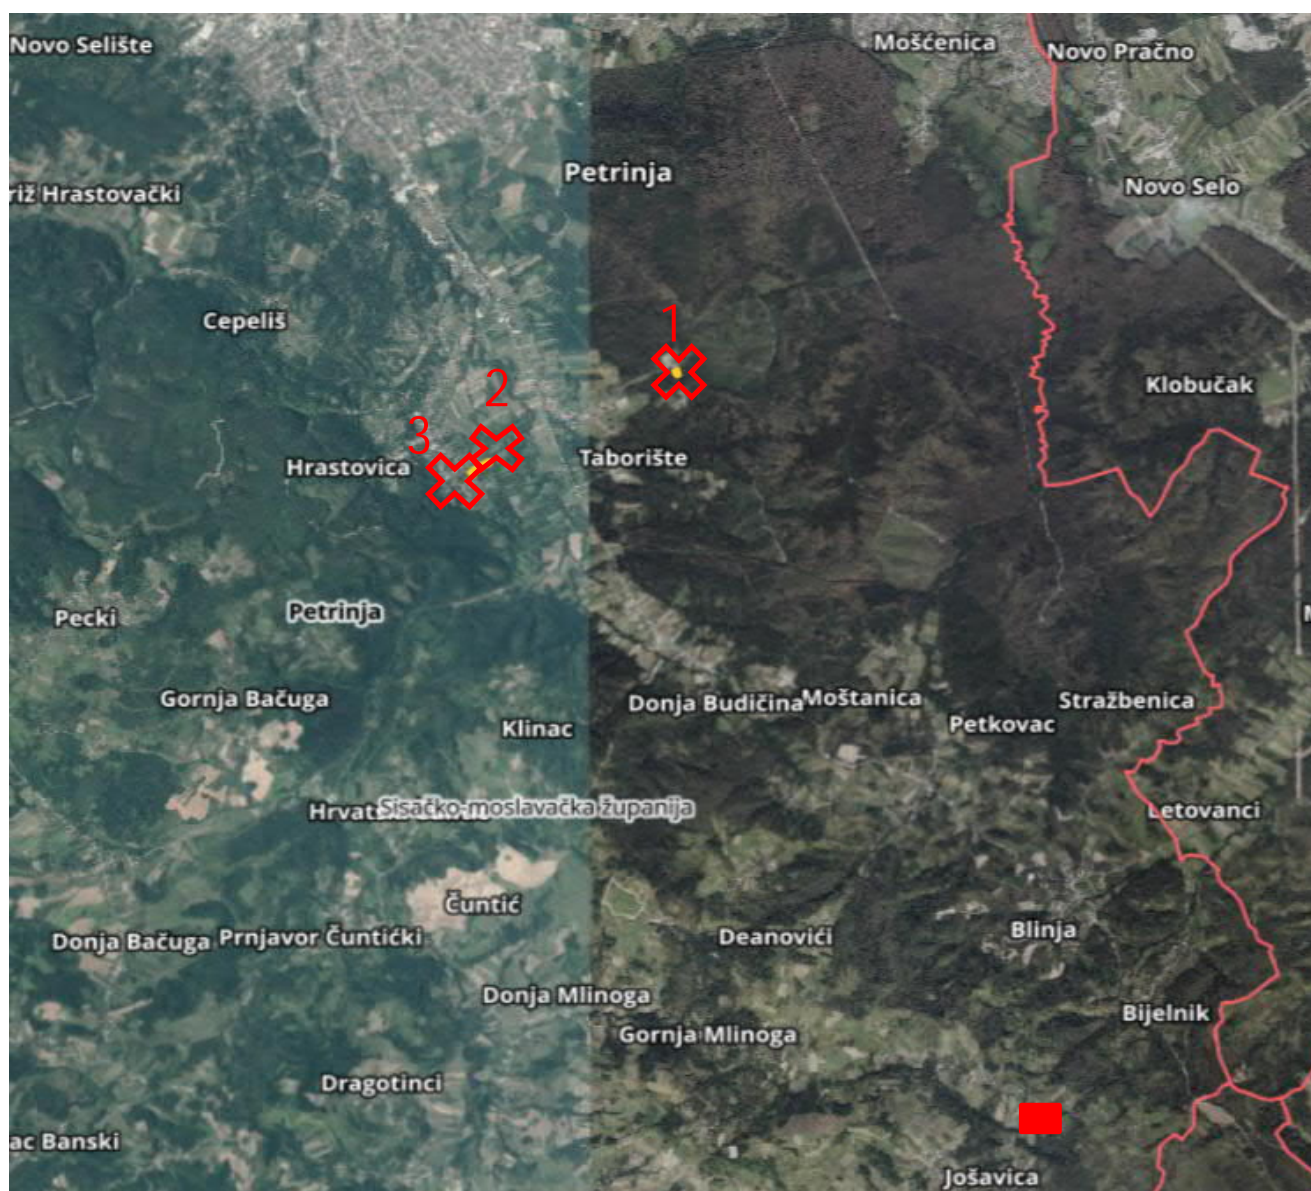 Novo Selište
Mošćenica
Novo Pračno
Petrinja
riž Hrastovački
Novo Selo
Cepeliš
1
Klobučak
2
3
Hrastovica
Taborište
Pecki
Petrinja
Gornja Bačuga
Klinac
Donja Budičina
Moštanica
Petkovac
Stražbenica
Hrvats
Sisačko-moslavačka županija
Letovanci
Čuntić
Donja Bačuga
Prnjavor Čuntićki
Deanovići
Blinja
Donja Mlinoga
Gornja Mlinoga
Bijelnik
Dragotinci
ac Banski
Jošavica